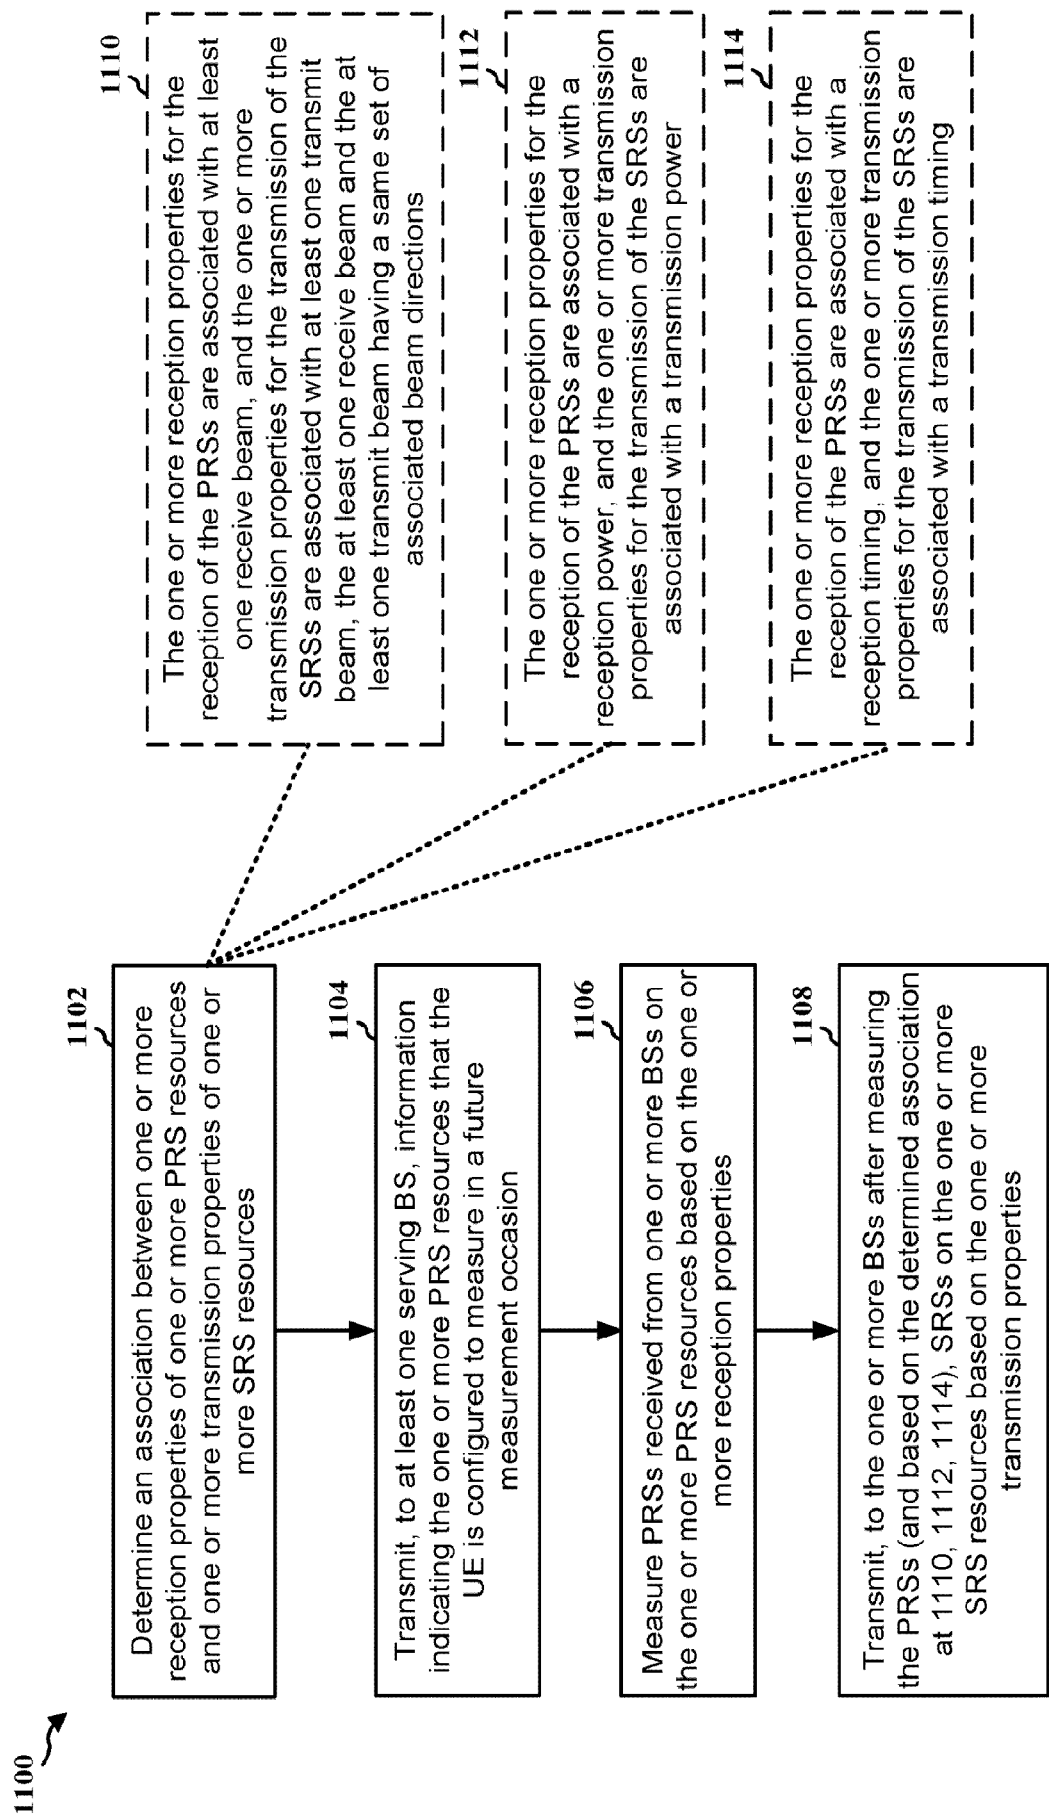 1100
1102
Determine an association between one or more
reception properties of one or more PRS resources
and one or more transmission properties of one or
more SRS resources
1104
Transmit, to at least one serving BS, information
indicating the one or more PRS resources that the
UE is configured to measure in a future
measurement occasion
1106
Measure PRSs received from one or more BSs on
the one or more PRS resources based on the one or
more reception properties
1108
Transmit, to the one or more BSs after measuring
the PRSs (and based on the determined association
at 1110, 1112, 1114), SRSs on the one or more
SRS resources based on the one or more
transmission properties
1110
The one or more reception properties for the
reception of the PRSs are associated with at least
one receive beam, and the one or more
transmission properties for the transmission of the
SRSs are associated with at least one transmit
beam, the at least one receive beam and the at
least one transmit beam having a same set of
associated beam directions
1112
The one or more reception properties for the
reception of the PRSs are associated with a
reception power, and the one or more transmission
properties for the transmission of the SRSs are
associated with a transmission power
1114
The one or more reception properties for the
reception of the PRSs are associated with a
reception timing, and the one or more transmission
properties for the transmission of the SRSs are
associated with a transmission timing